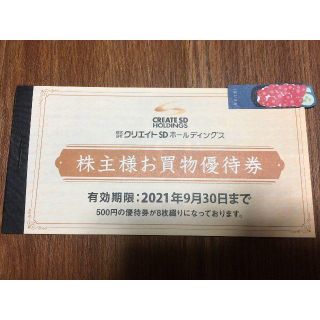 CREATE SD
HOLDINGS
株式会社 クリエイトSDホールディングス
株主様お買物優待券
有効期限：2021年9月30日まで
500円の優待券が8枚綴りになっております。